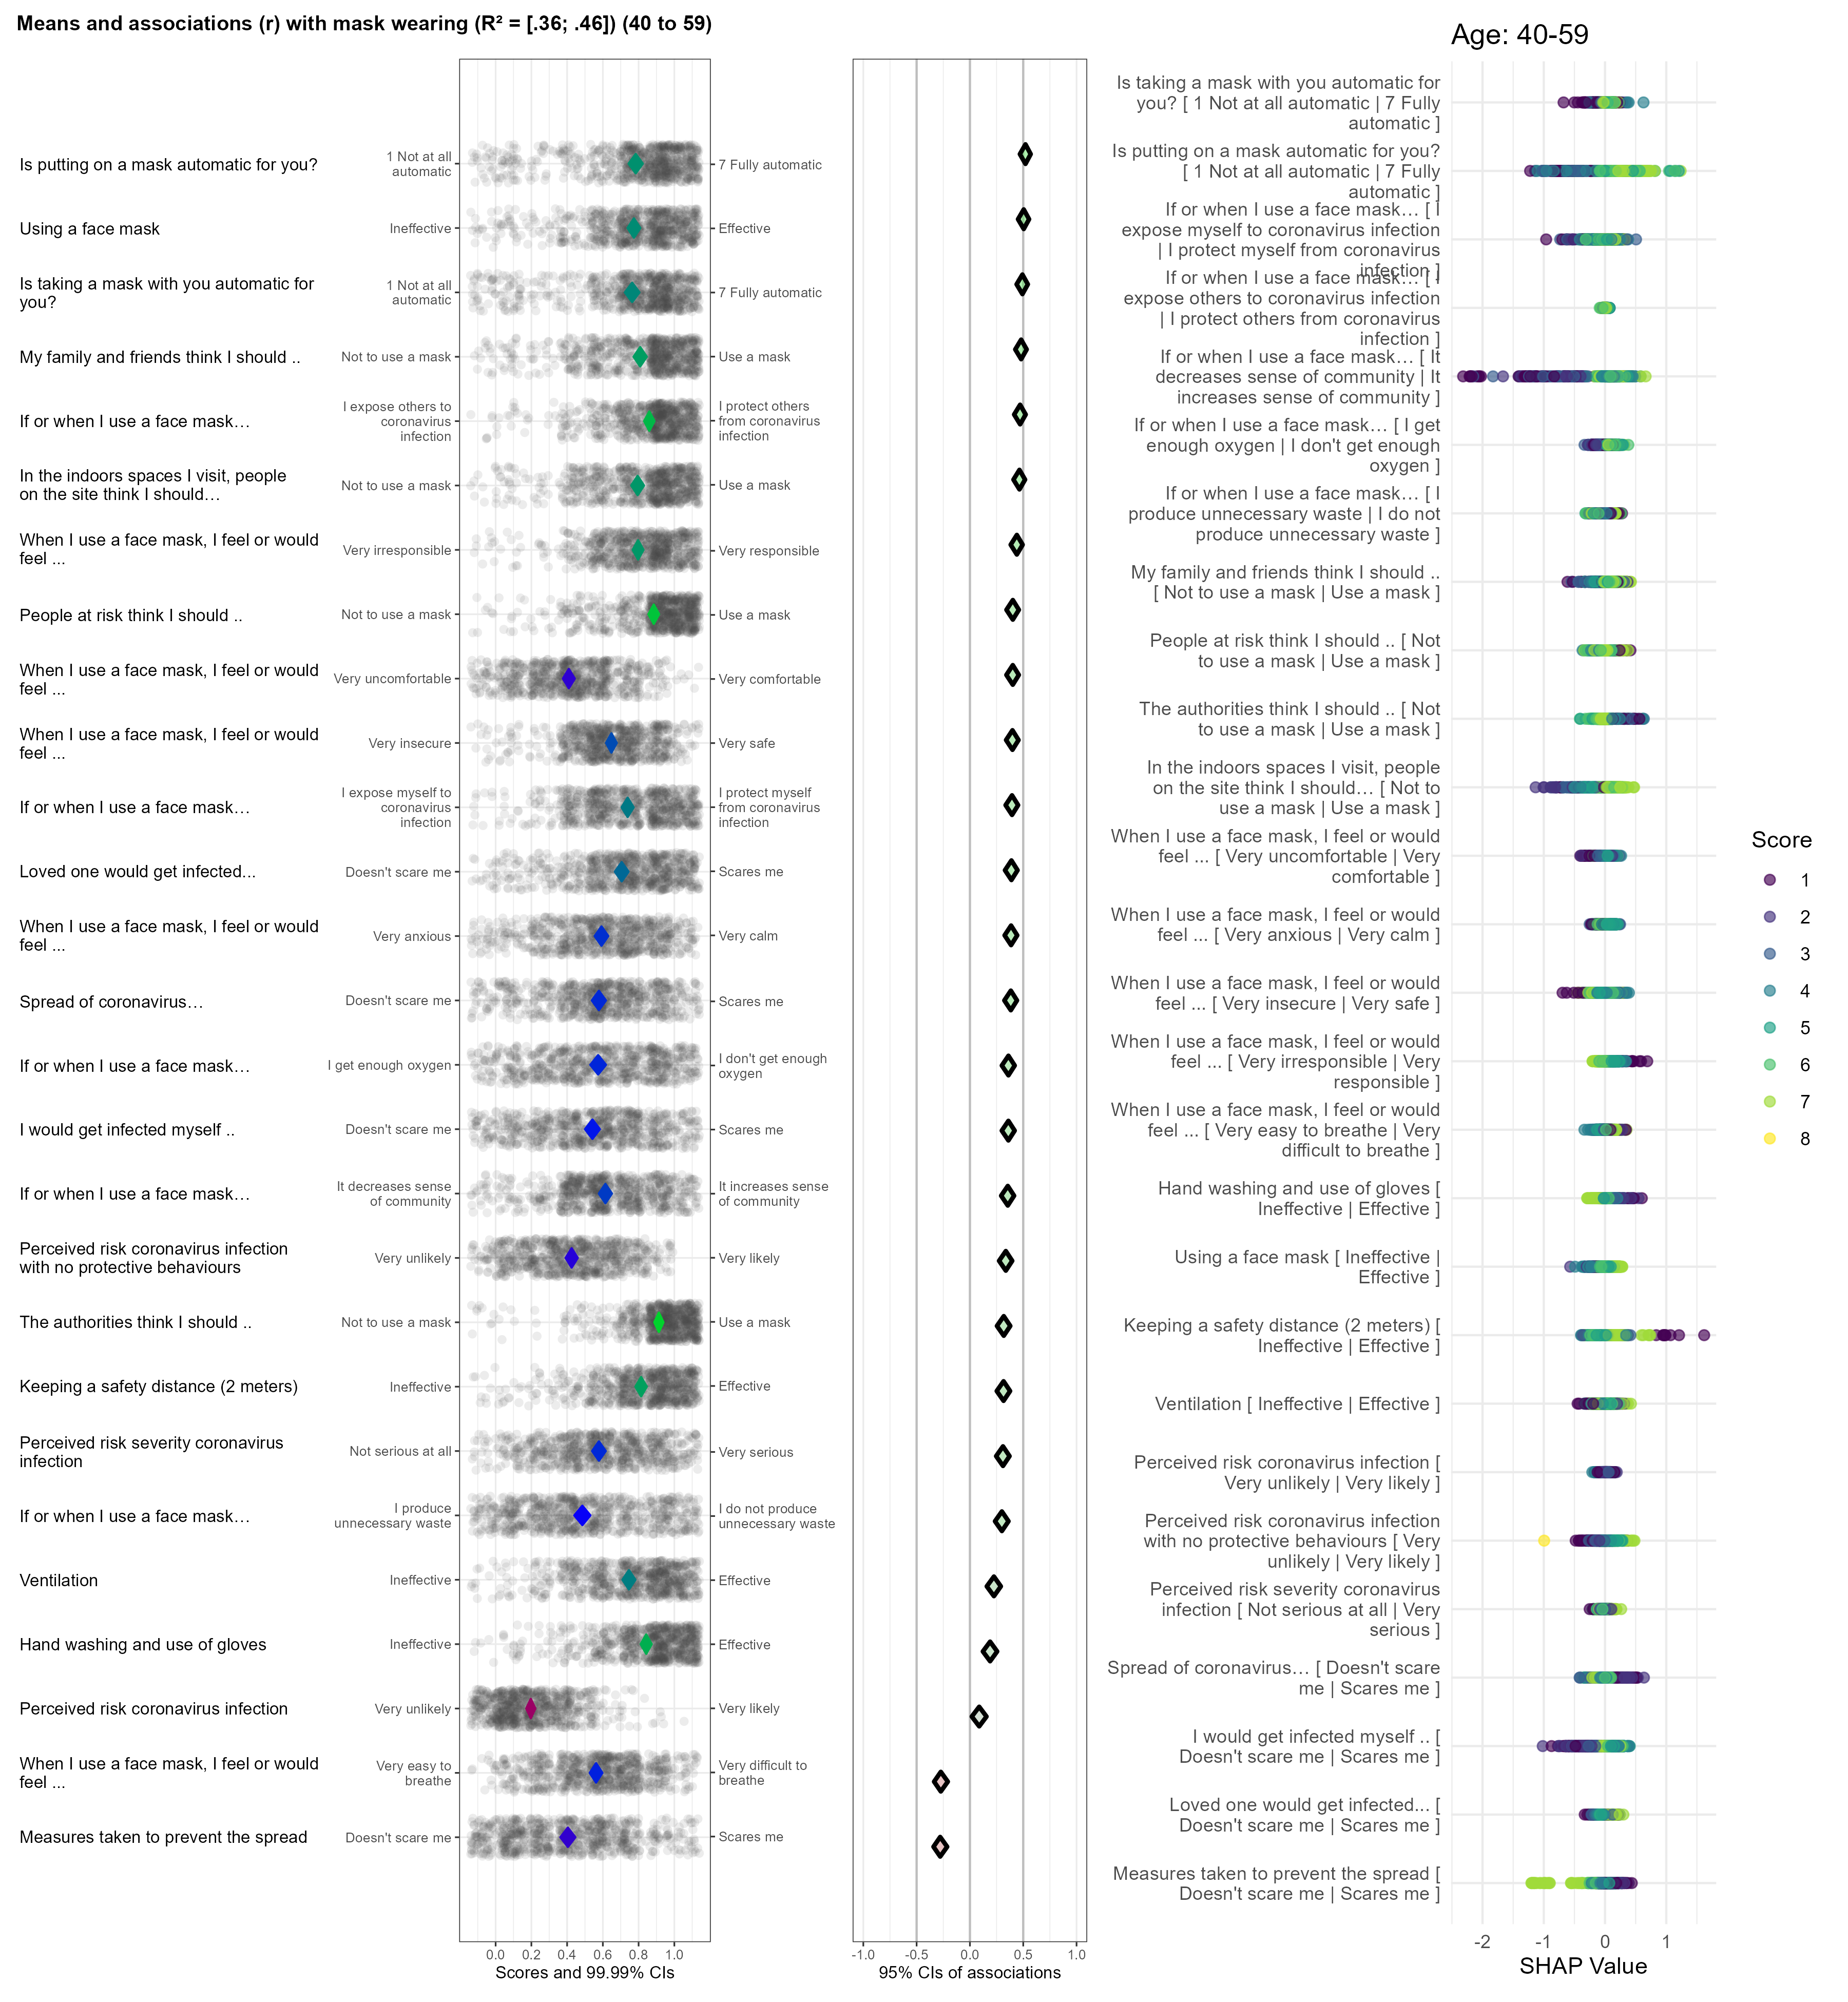 Means and associations (r) with mask wearing (R² = [.36; .46]) (40 to 59)
Is putting on a mask automatic for you?
1 Not at all
automatic
7 Fully automatic
Using a face mask
Ineffective
Effective
Is taking a mask with you automatic for
you?
1 Not at all
automatic
7 Fully automatic
My family and friends think I should ..
Not to use a mask
Use a mask
If or when I use a face mask…
I expose others to
coronavirus
infection
I protect others
from coronavirus
infection
In the indoors spaces I visit, people
on the site think I should…
Not to use a mask
Use a mask
When I use a face mask, I feel or would
feel ...
Very irresponsible
Very responsible
People at risk think I should ..
Not to use a mask
Use a mask
When I use a face mask, I feel or would
feel ...
Very uncomfortable
Very comfortable
When I use a face mask, I feel or would
feel ...
Very insecure
Very safe
If or when I use a face mask…
I expose myself to
coronavirus
infection
I protect myself
from coronavirus
infection
Loved one would get infected...
Doesn't scare me
Scares me
When I use a face mask, I feel or would
feel ...
Very anxious
Very calm
Spread of coronavirus…
Doesn't scare me
Scares me
If or when I use a face mask…
I get enough oxygen
I don't get enough
oxygen
I would get infected myself ..
Doesn't scare me
Scares me
If or when I use a face mask…
It decreases sense
of community
It increases sense
of community
Perceived risk coronavirus infection
with no protective behaviours
Very unlikely
Very likely
The authorities think I should ..
Not to use a mask
Use a mask
Keeping a safety distance (2 meters)
Ineffective
Effective
Perceived risk severity coronavirus
infection
Not serious at all
Very serious
If or when I use a face mask…
I produce
unnecessary waste
I do not produce
unnecessary waste
Ventilation
Ineffective
Effective
Hand washing and use of gloves
Ineffective
Effective
Perceived risk coronavirus infection
Very unlikely
Very likely
When I use a face mask, I feel or would
feel ...
Very easy to
breathe
Very difficult to
breathe
Measures taken to prevent the spread
Doesn't scare me
Scares me
0.0 0.2 0.4 0.6 0.8 1.0
Scores and 99.99% CIs
-1.0 -0.5 0.0 0.5 1.0
95% CIs of associations
Age: 40-59
Is taking a mask with you automatic for
you? [ 1 Not at all automatic | 7 Fully
automatic ]
Is putting on a mask automatic for you?
[ 1 Not at all automatic | 7 Fully
automatic ]
If or when I use a face mask… [ I
expose myself to coronavirus infection
| I protect myself from coronavirus
infection ]
If or when I use a face mask… [ I
expose others to coronavirus infection
| I protect others from coronavirus
infection ]
If or when I use a face mask… [ It
decreases sense of community | It
increases sense of community ]
If or when I use a face mask… [ I get
enough oxygen | I don't get enough
oxygen ]
If or when I use a face mask… [ I
produce unnecessary waste | I do not
produce unnecessary waste ]
My family and friends think I should ..
[ Not to use a mask | Use a mask ]
People at risk think I should .. [ Not
to use a mask | Use a mask ]
The authorities think I should .. [ Not
to use a mask | Use a mask ]
In the indoors spaces I visit, people
on the site think I should… [ Not to
use a mask | Use a mask ]
When I use a face mask, I feel or would
feel ... [ Very uncomfortable | Very
comfortable ]
When I use a face mask, I feel or would
feel ... [ Very anxious | Very calm ]
When I use a face mask, I feel or would
feel ... [ Very insecure | Very safe ]
When I use a face mask, I feel or would
feel ... [ Very irresponsible | Very
responsible ]
When I use a face mask, I feel or would
feel ... [ Very easy to breathe | Very
difficult to breathe ]
Hand washing and use of gloves [
Ineffective | Effective ]
Using a face mask [ Ineffective |
Effective ]
Keeping a safety distance (2 meters) [
Ineffective | Effective ]
Ventilation [ Ineffective | Effective ]
Perceived risk coronavirus infection [
Very unlikely | Very likely ]
Perceived risk coronavirus infection
with no protective behaviours [ Very
unlikely | Very likely ]
Perceived risk severity coronavirus
infection [ Not serious at all | Very
serious ]
Spread of coronavirus… [ Doesn't scare
me | Scares me ]
I would get infected myself .. [
Doesn't scare me | Scares me ]
Loved one would get infected... [
Doesn't scare me | Scares me ]
Measures taken to prevent the spread [
Doesn't scare me | Scares me ]
-2 -1 0 1
SHAP Value
Score
1
2
3
4
5
6
7
8